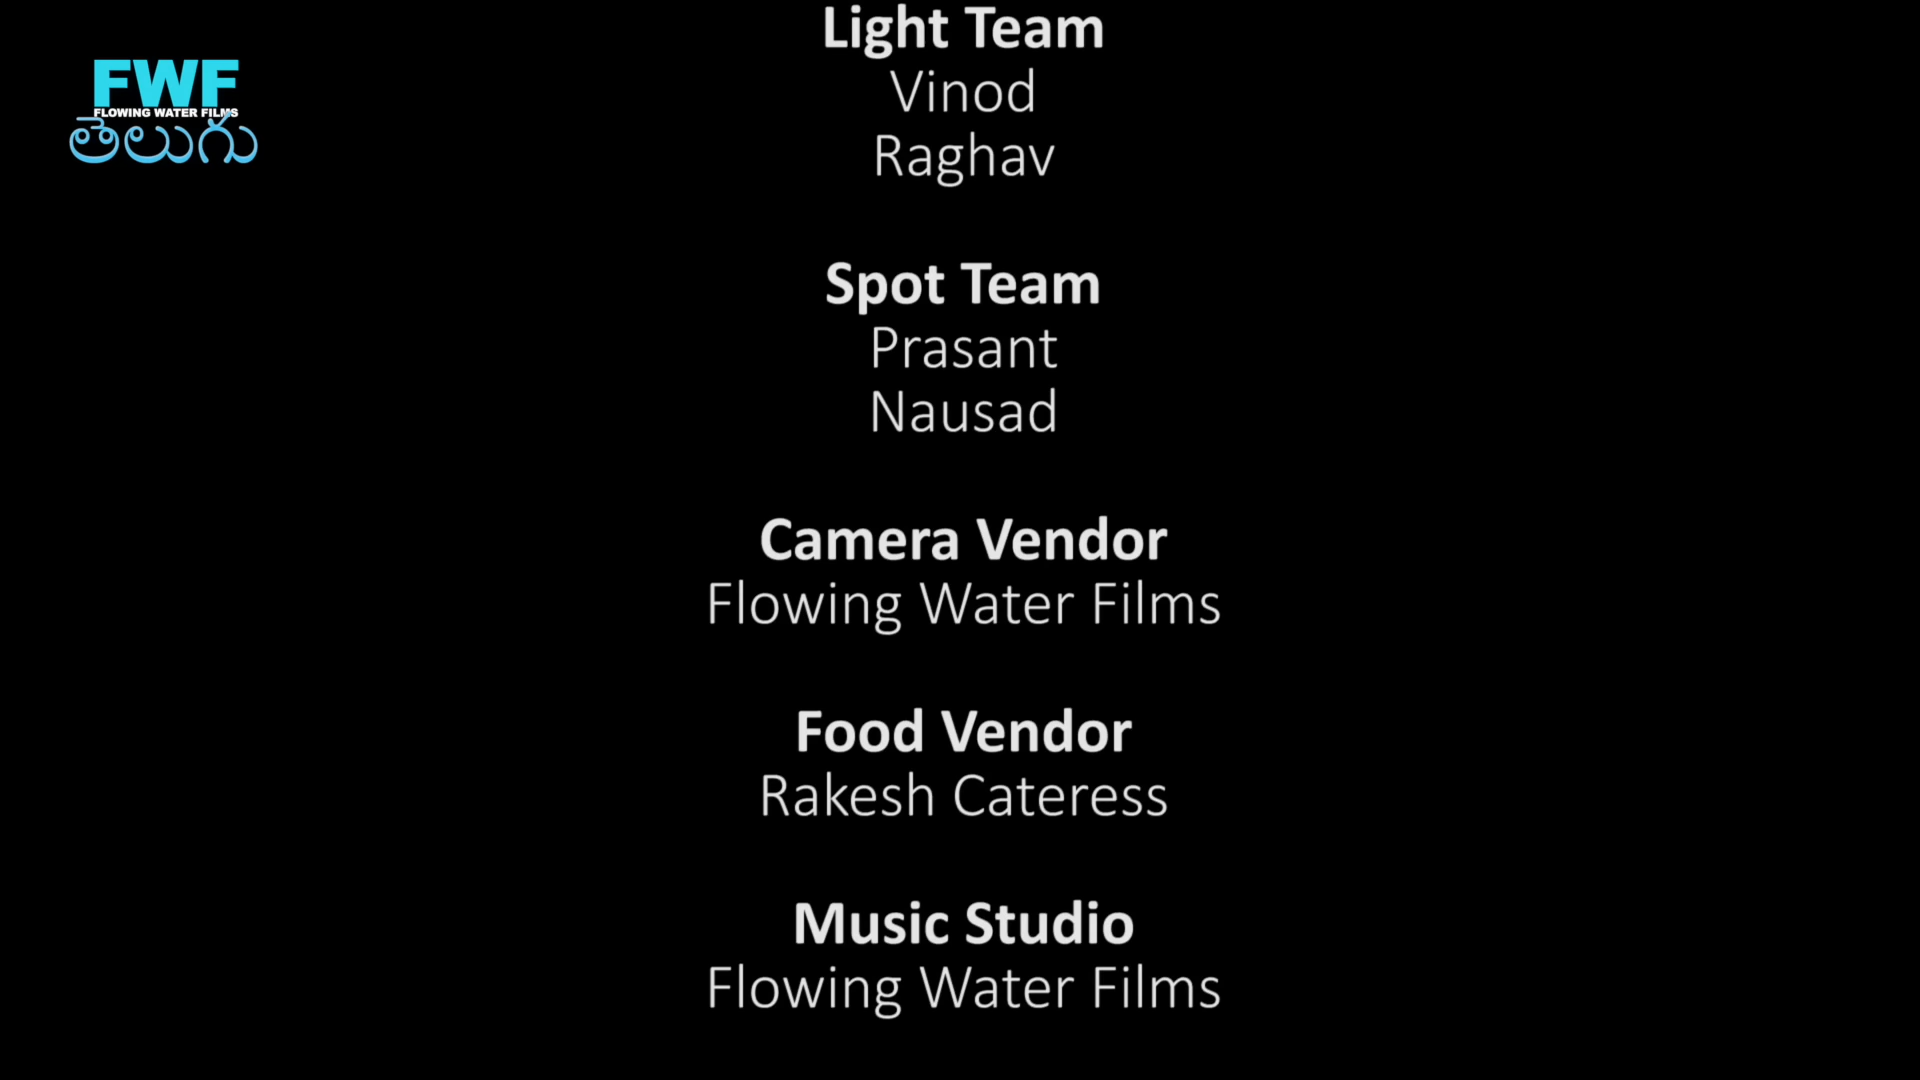 FWF
FLOWING WATER FILMS
తెలుగు
Light Team
Vinod
Raghav
Spot Team
Prasant
Nausad
Camera Vendor
Flowing Water Films
Food Vendor
Rakesh Cateress
Music Studio
Flowing Water Films